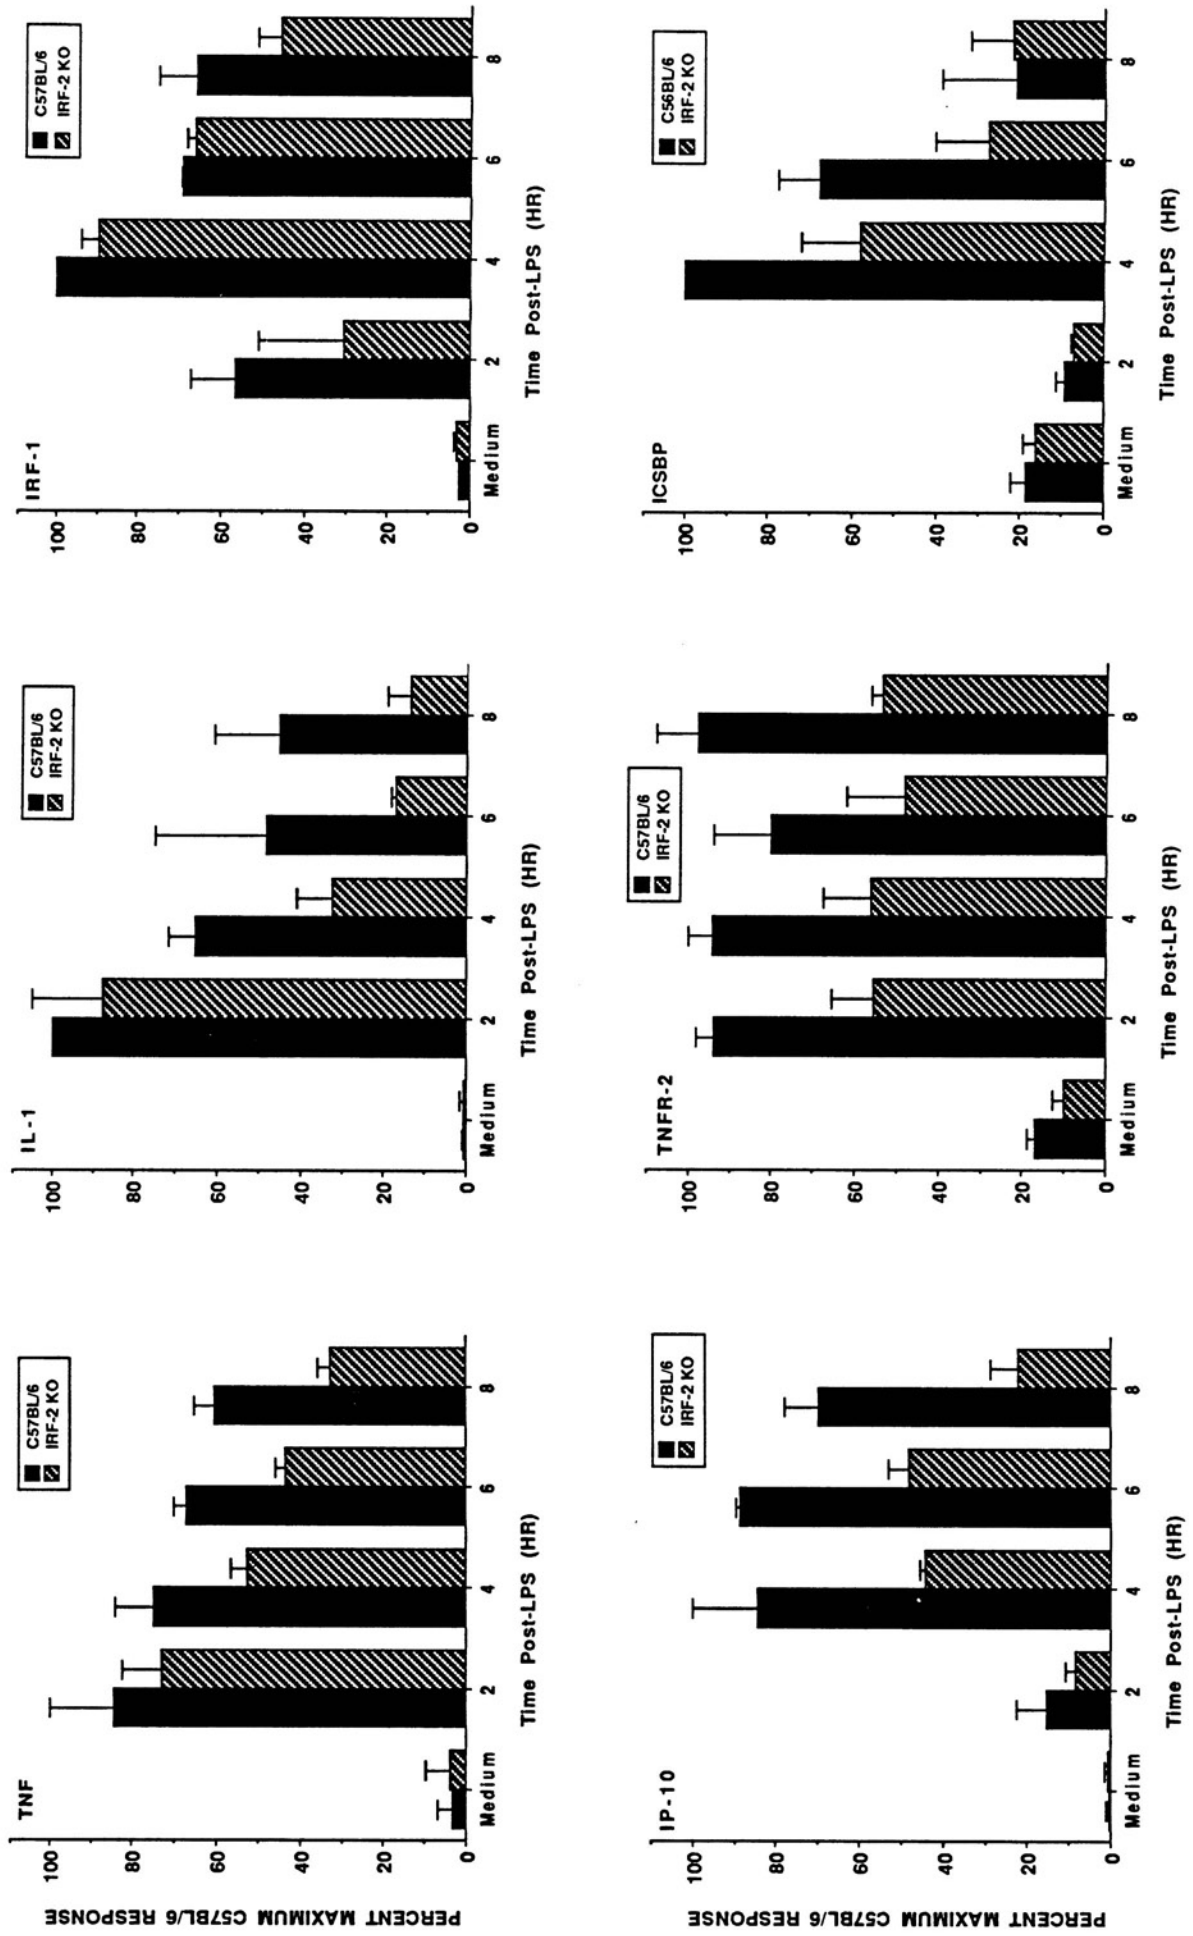 PERCENT MAXIMUM C57BL/6 RESPONSE
TNF
C57BL/6
IRF-2 KO
100
80
60
40
20
0
Medium
2
4
6
8
Time Post-LPS (HR)
IL-1
C57BL/6
IRF-2 KO
100
80
60
40
20
0
Medium
2
4
6
8
Time Post-LPS (HR)
IRF-1
C57BL/6
IRF-2 KO
100
80
60
40
20
0
Medium
2
4
6
8
Time Post-LPS (HR)
PERCENT MAXIMUM C57BL/6 RESPONSE
IP-10
C57BL/6
IRF-2 KO
100
80
60
40
20
0
Medium
2
4
6
8
Time Post-LPS (HR)
TNFR-2
C57BL/6
IRF-2 KO
100
80
60
40
20
0
Medium
2
4
6
8
Time Post-LPS (HR)
ICSBP
C56BL/6
IRF-2 KO
100
80
60
40
20
0
Medium
2
4
6
8
Time Post-LPS (HR)